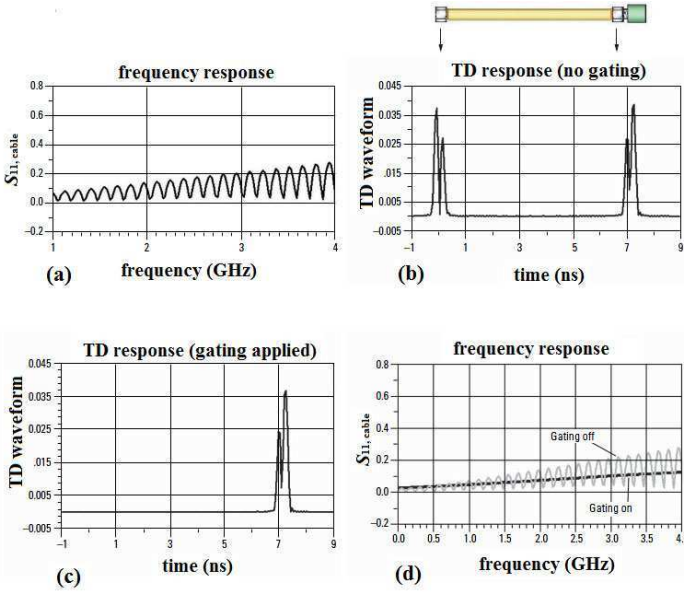 frequency response
0.8
0.6
0.4
0.2
0.0
−0.2
S11, cable
1
2
3
4
frequency (GHz)
(a)
TD response (no gating)
0.045
0.035
0.025
0.015
0.005
−0.005
TD waveform
−1
1
3
5
7
9
time (ns)
(b)
TD response (gating applied)
0.045
0.035
0.025
0.015
0.005
−0.005
TD waveform
−1
1
3
5
7
9
time (ns)
(c)
frequency response
0.8
0.6
0.4
0.2
0.0
−0.2
S11, cable
Gating off
Gating on
0.0
0.5
1.0
1.5
2.0
2.5
3.0
3.5
4.
frequency (GHz)
(d)